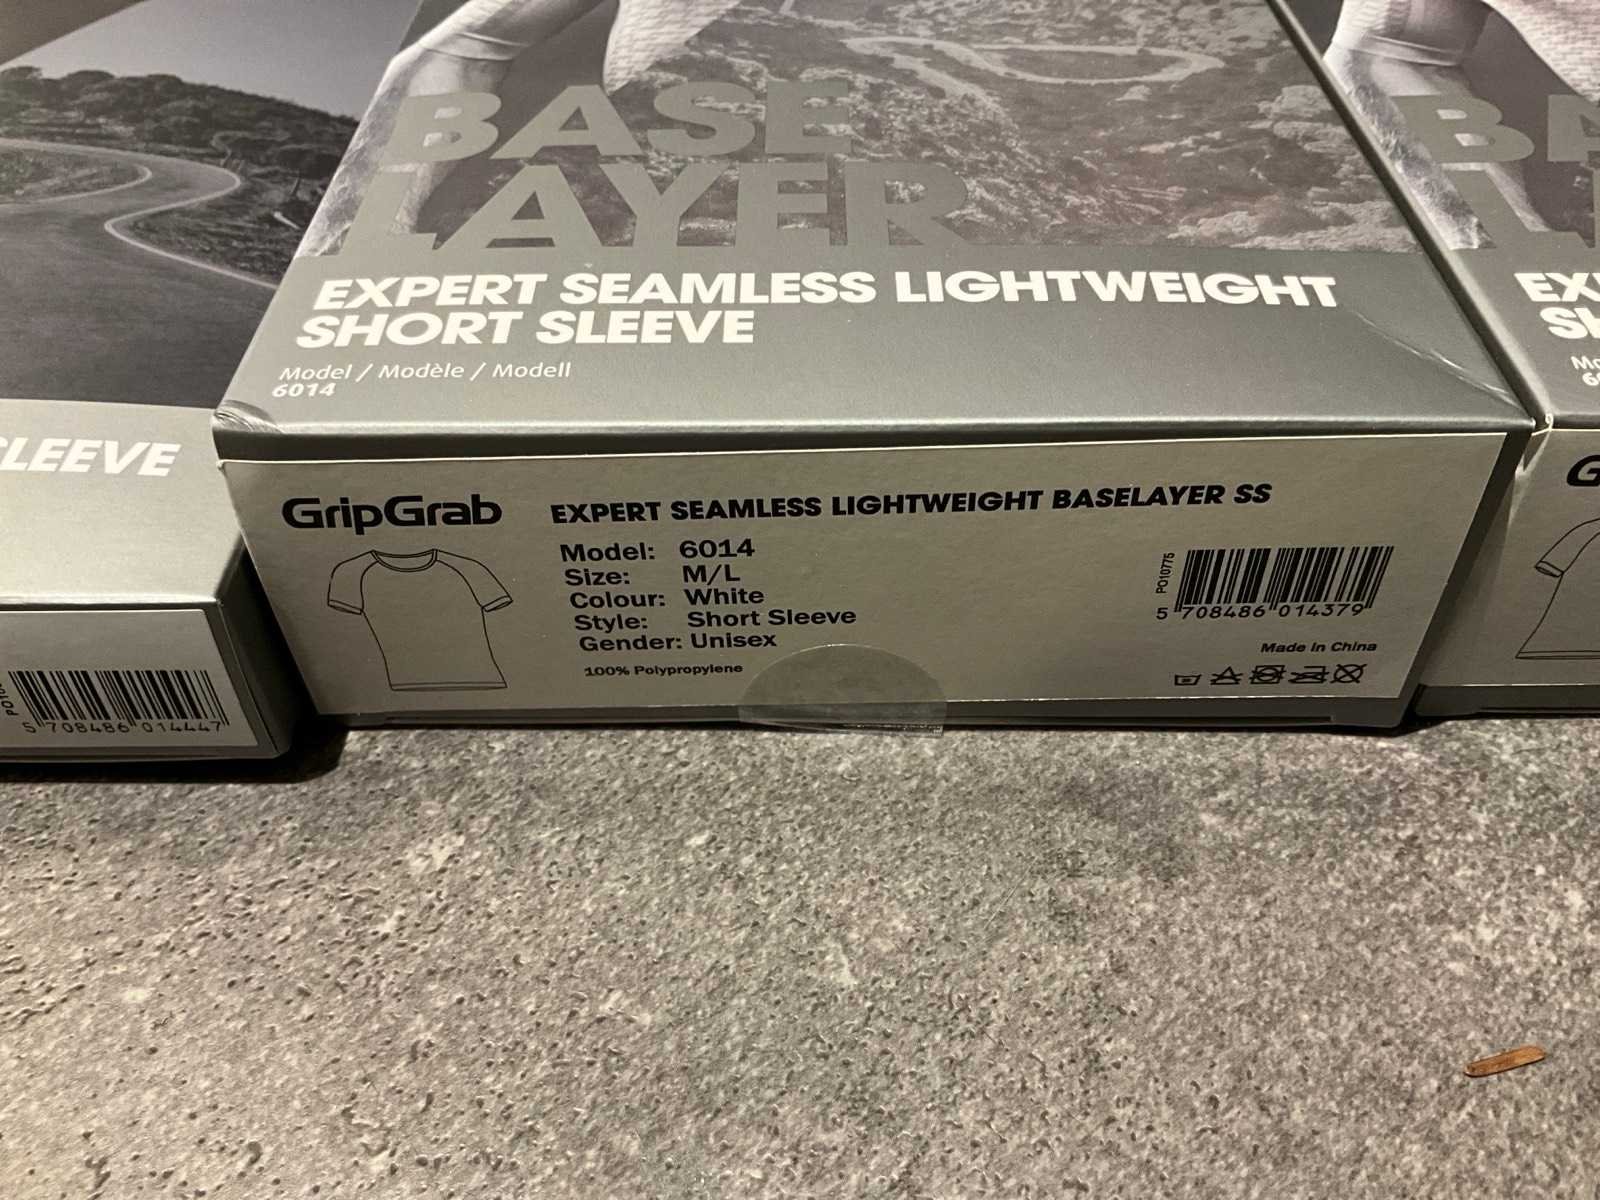 BASE
LAYER
EXPERT SEAMLESS LIGHTWEIGHT
SHORT SLEEVE
Model / Modèle / Modell
6014
GripGrab
EXPERT SEAMLESS LIGHTWEIGHT BASELAYER SS
Model: 6014
Size: M/L
Colour: White
Style: Short Sleeve
Gender: Unisex
100% Polypropylene
PO10775
5 708486 014379
Made in China
SLEEVE
5 708486 014447